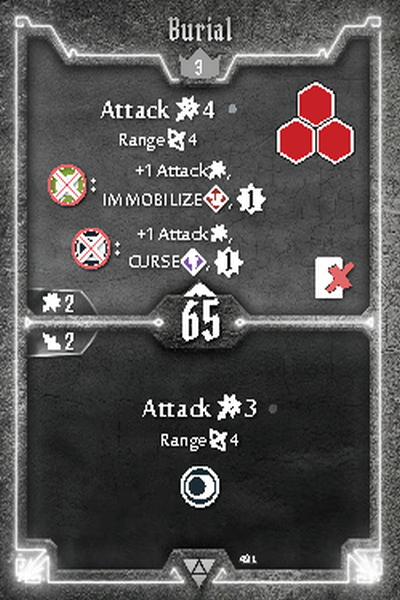 Burial
3
Attack 4
Range 4
: +1 Attack,
IMMOBILIZE, 1
: +1 Attack,
CURSE, 1
2
65
2
Attack 3
Range 4